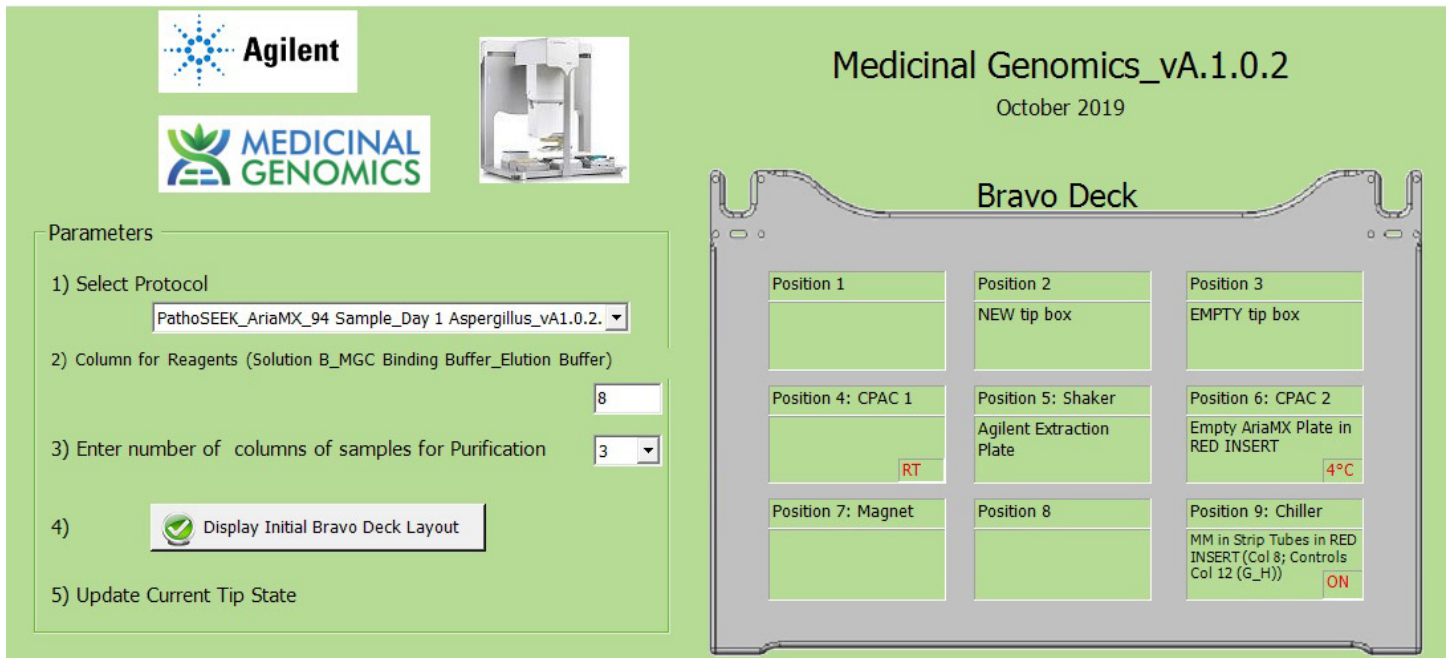 Agilent
MEDICINAL
GENOMICS
Medicinal Genomics_vA.1.0.2
October 2019
Parameters
1) Select Protocol
PathoSEEK_AriaMX_94 Sample_Day 1 Aspergillus_vA1.0.2.
2) Column for Reagents (Solution B_MGC Binding Buffer_Elution Buffer)
8
3) Enter number of columns of samples for Purification
3
4)
Display Initial Bravo Deck Layout
5) Update Current Tip State
Bravo Deck
Position 1
Position 2
NEW tip box
Position 3
EMPTY tip box
Position 4: CPAC 1
RT
Position 5: Shaker
Agilent Extraction
Plate
Position 6: CPAC 2
Empty AriaMX Plate in
RED INSERT
4°C
Position 7: Magnet
Position 8
Position 9: Chiller
MM in Strip Tubes in RED
INSERT (Col 8; Controls
Col 12 (G_H))
ON